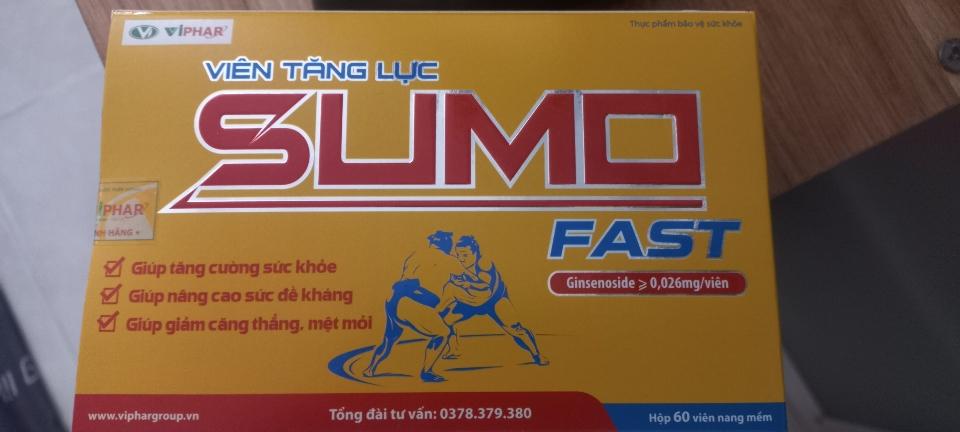 VIPHAR
Thực phẩm bảo vệ sức khỏe
VIÊN TĂNG LỰC
SUMO
FAST
Ginsenoside ⩾ 0,026mg/viên
VIPHAR
Giúp tăng cường sức khỏe
Giúp nâng cao sức đề kháng
Giúp giảm căng thẳng, mệt mỏi
www.viphargroup.vn
Tổng đài tư vấn: 0378.379.380
Hộp 60 viên nang mềm